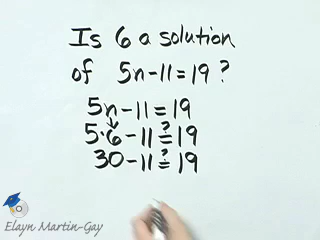 Is 6 a solution
of 5n-11=19?
5n-11=19
5·6-11≟19
30-11≟19
Elayn Martin-Gay